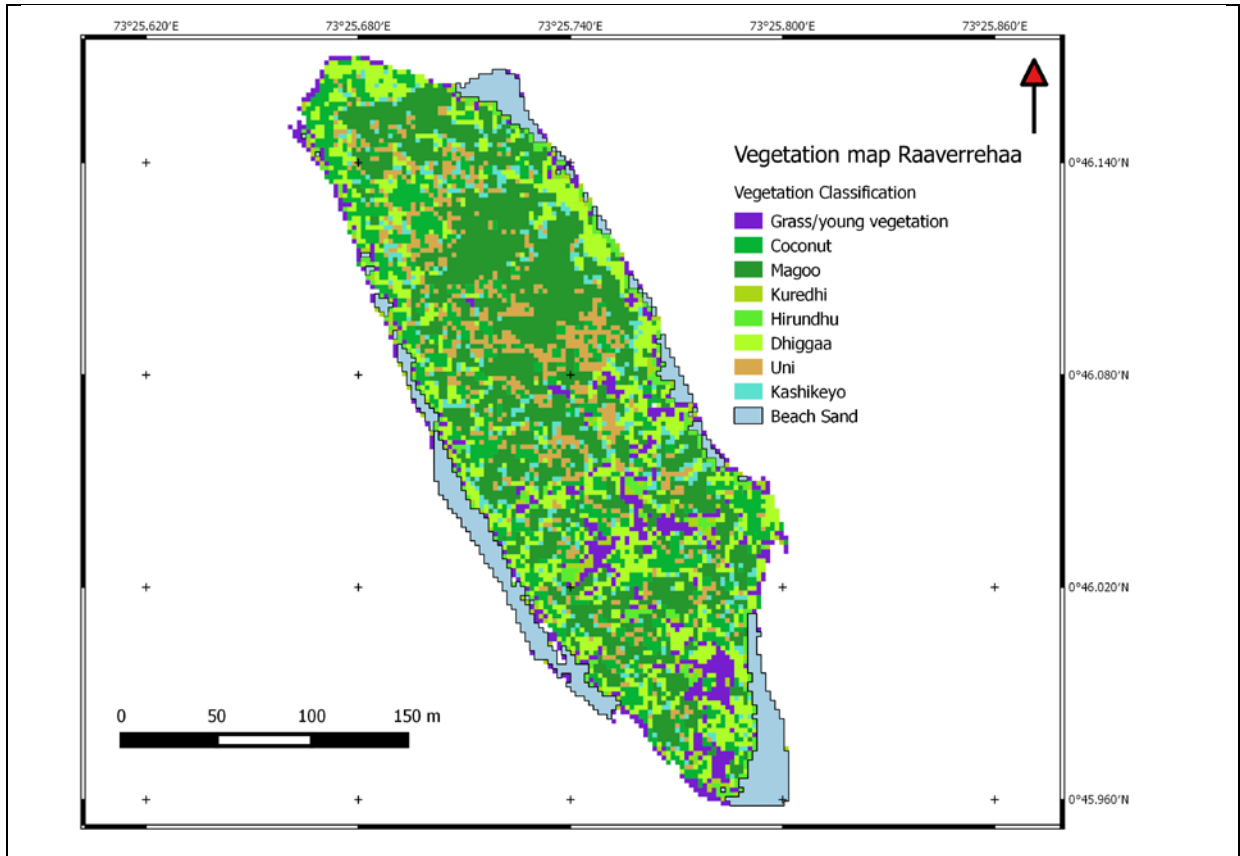 73°25.620′E 73°25.680′E 73°25.740′E 73°25.800′E 73°25.860′E
Vegetation map Raaverrehaa
0°46.140′N
Vegetation Classification
Grass/young vegetation
Coconut
Magoo
Kuredhi
Hirundhu
Dhiggaa
Uni
Kashikeyo
0°46.080′N
Beach Sand
0°46.020′N
0 50 100 150 m
0°45.960′N